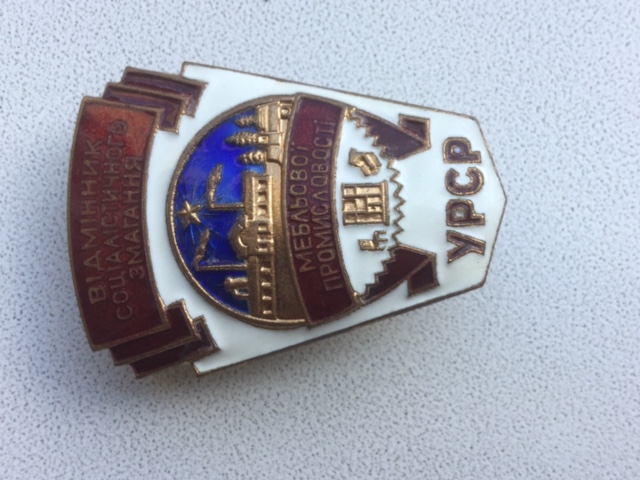 ВІДМІННИК
СОЦІАЛІСТИЧНОГО
ЗМАГАННЯ
МЕБЛЬОВОЇ
ПРОМИСЛОВОСТІ
УРСР